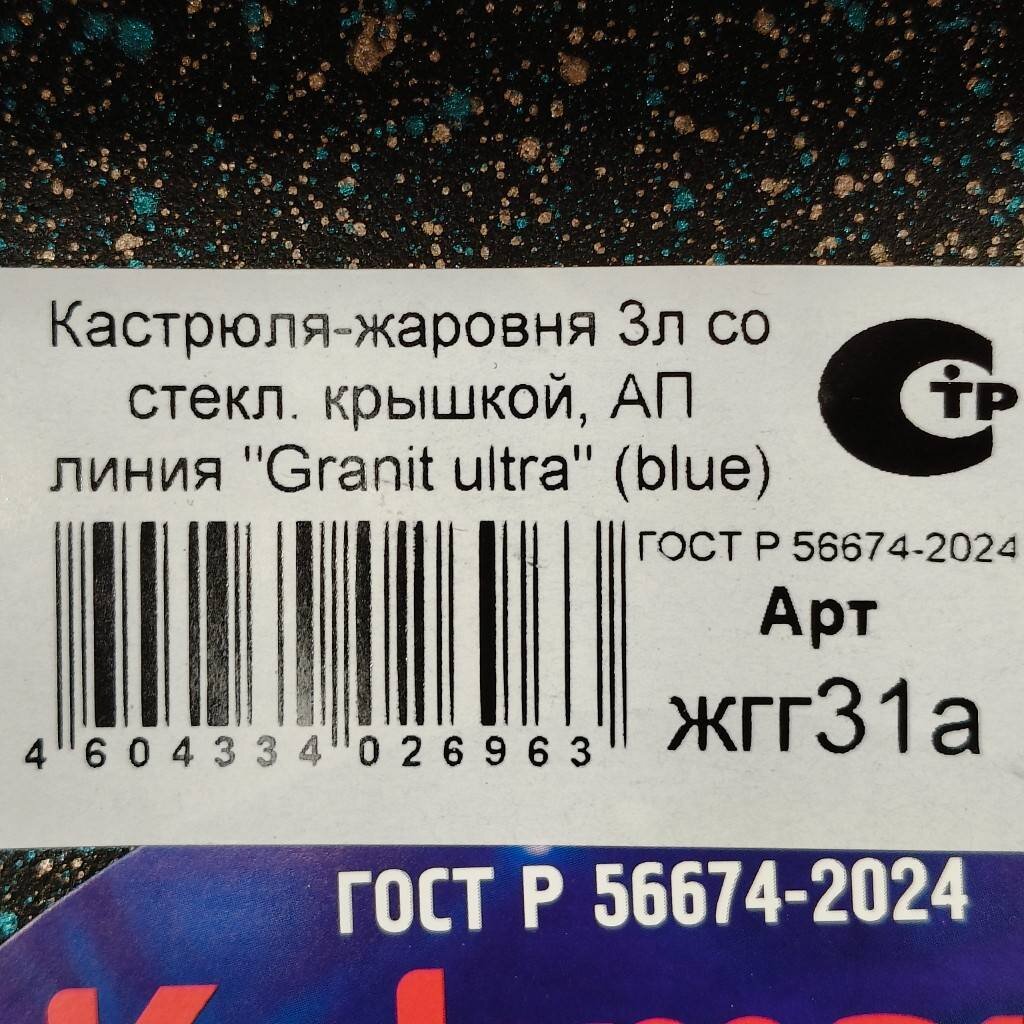 Кастрюля-жаровня 3л со
стекл. крышкой, АП
линия "Granit ultra" (blue)
СТР
ГОСТ Р 56674-2024
Арт
жгг31а
4 604334 026963
ГОСТ Р 56674-2024